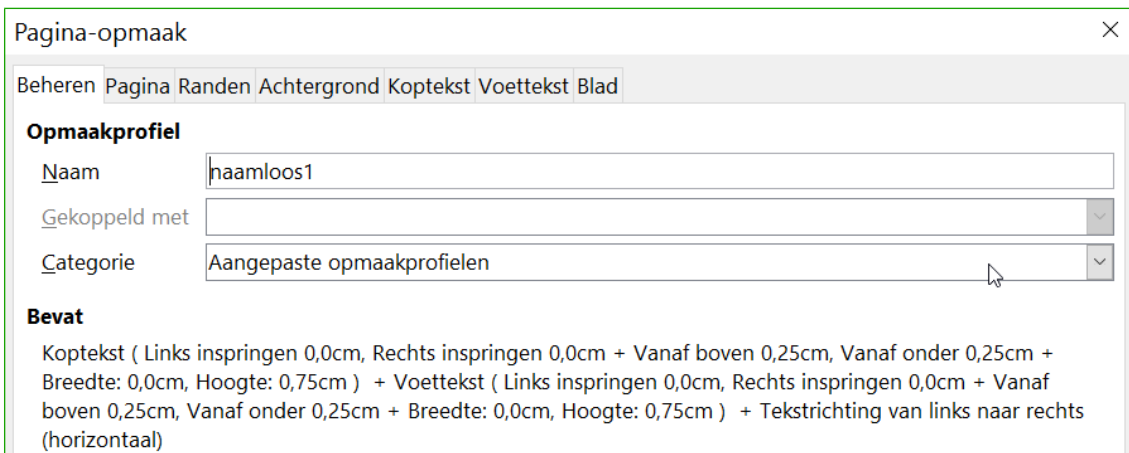 Pagina-opmaak
Beheren Pagina Randen Achtergrond Koptekst Voettekst Blad
Opmaakprofiel
Naam naamloos1
Gekoppeld met
Categorie Aangepaste opmaakprofielen
Bevat
Koptekst ( Links inspringen 0,0cm, Rechts inspringen 0,0cm + Vanaf boven 0,25cm, Vanaf onder 0,25cm +
Breedte: 0,0cm, Hoogte: 0,75cm ) + Voettekst ( Links inspringen 0,0cm, Rechts inspringen 0,0cm + Vanaf
boven 0,25cm, Vanaf onder 0,25cm + Breedte: 0,0cm, Hoogte: 0,75cm ) + Tekstrichting van links naar rechts
(horizontaal)